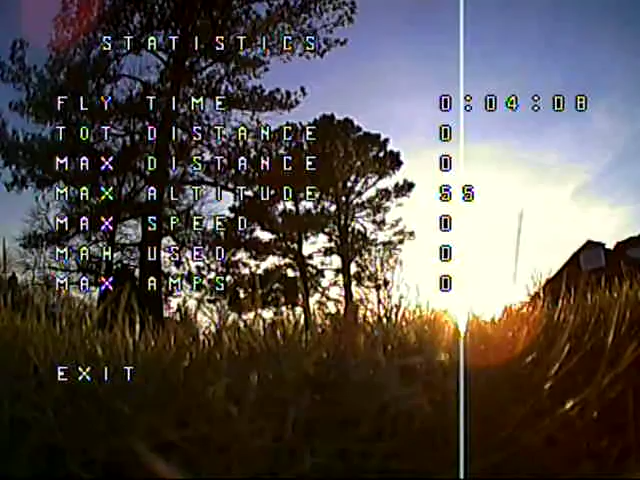 STATISTICS
FLY TIME 0:04:08
TOT DISTANCE 0
MAX DISTANCE 0
MAX ALTITUDE 55
MAX SPEED 0
MAH USED 0
MAX AMPS 0
EXIT